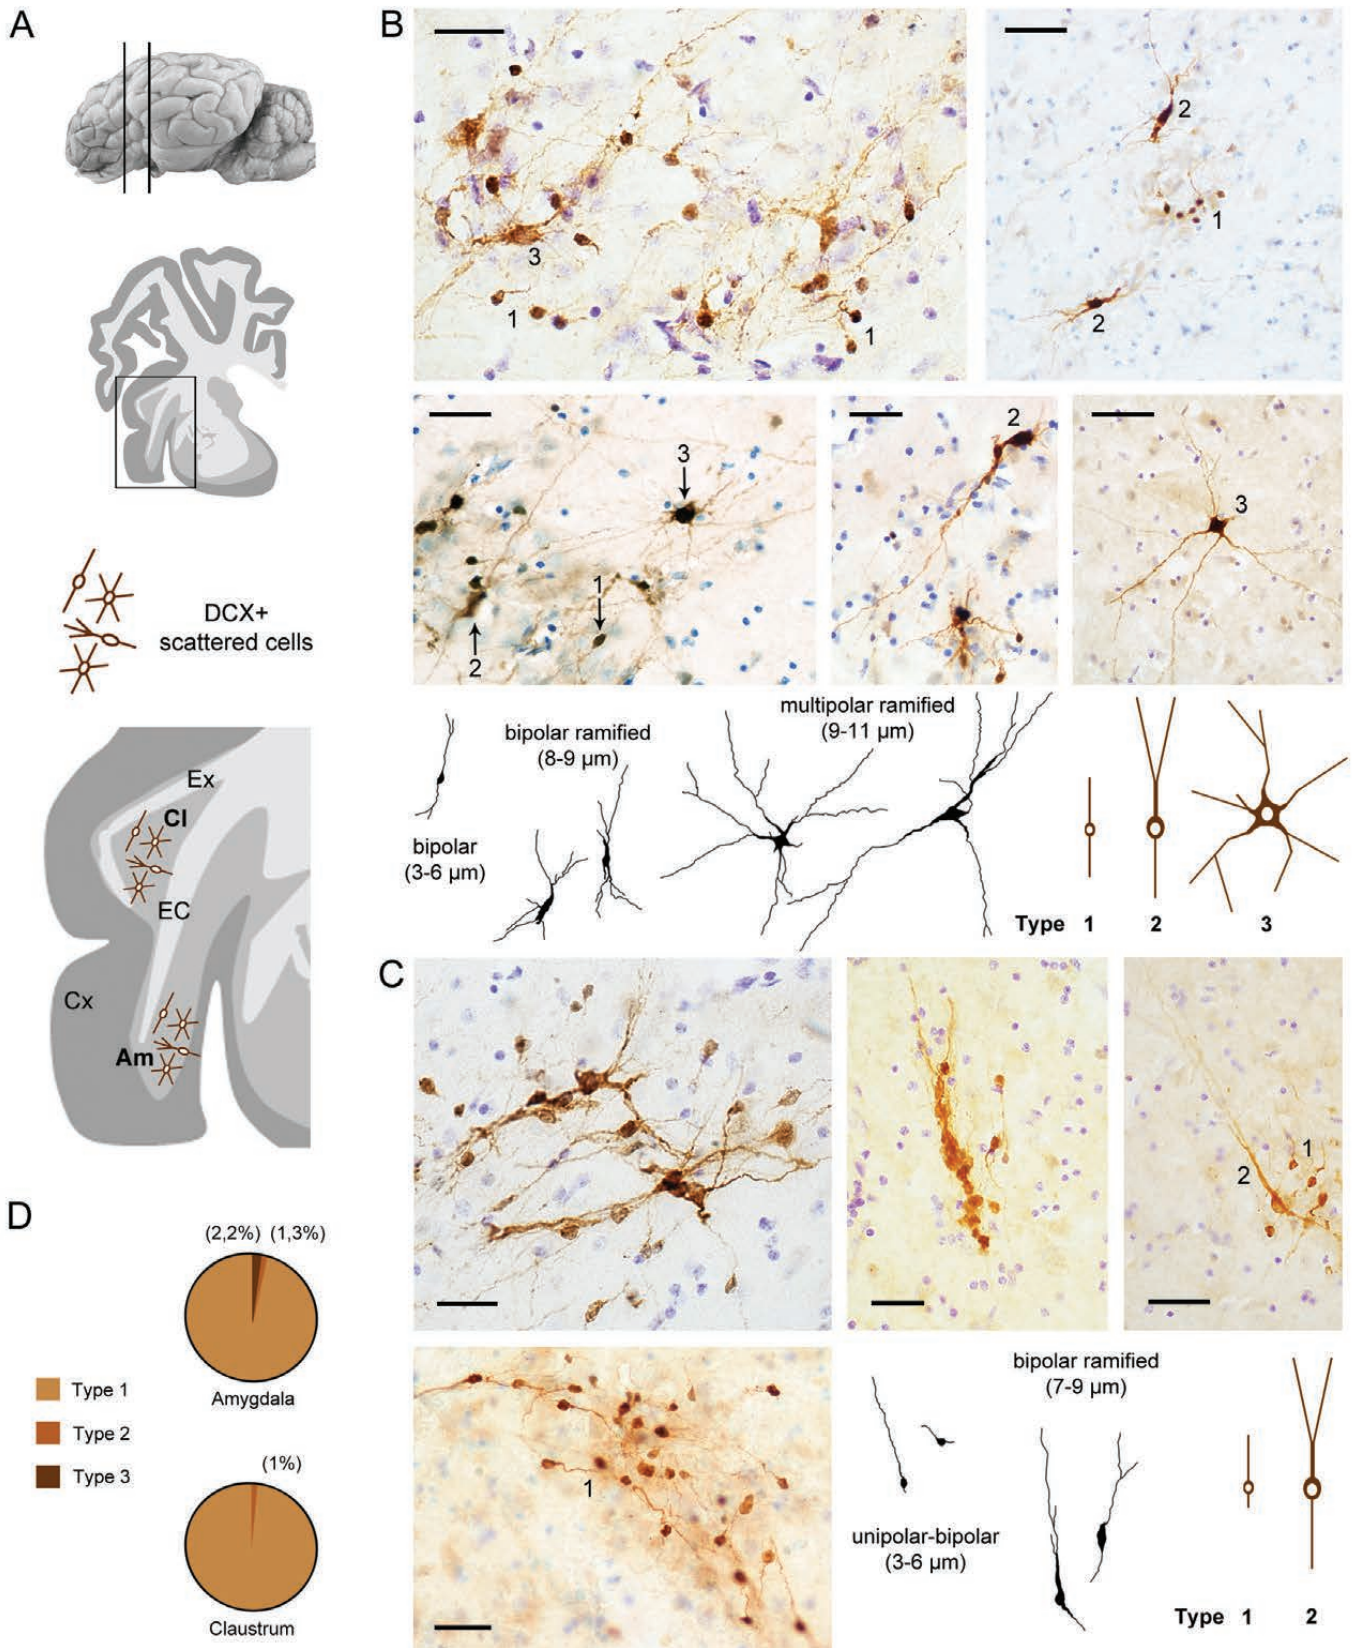 A
DCX+
scattered cells
Ex
Cl
EC
Cx
Am
B
3
1
1
2
1
2
3
1
2
2
3
bipolar
(3-6 µm)
bipolar ramified
(8-9 µm)
multipolar ramified
(9-11 µm)
Type 1 2 3
C
2
1
1
unipolar-bipolar
(3-6 µm)
bipolar ramified
(7-9 µm)
Type 1 2
D
Type 1
Type 2
Type 3
(2,2%) (1,3%)
Amygdala
(1%)
Claustrum